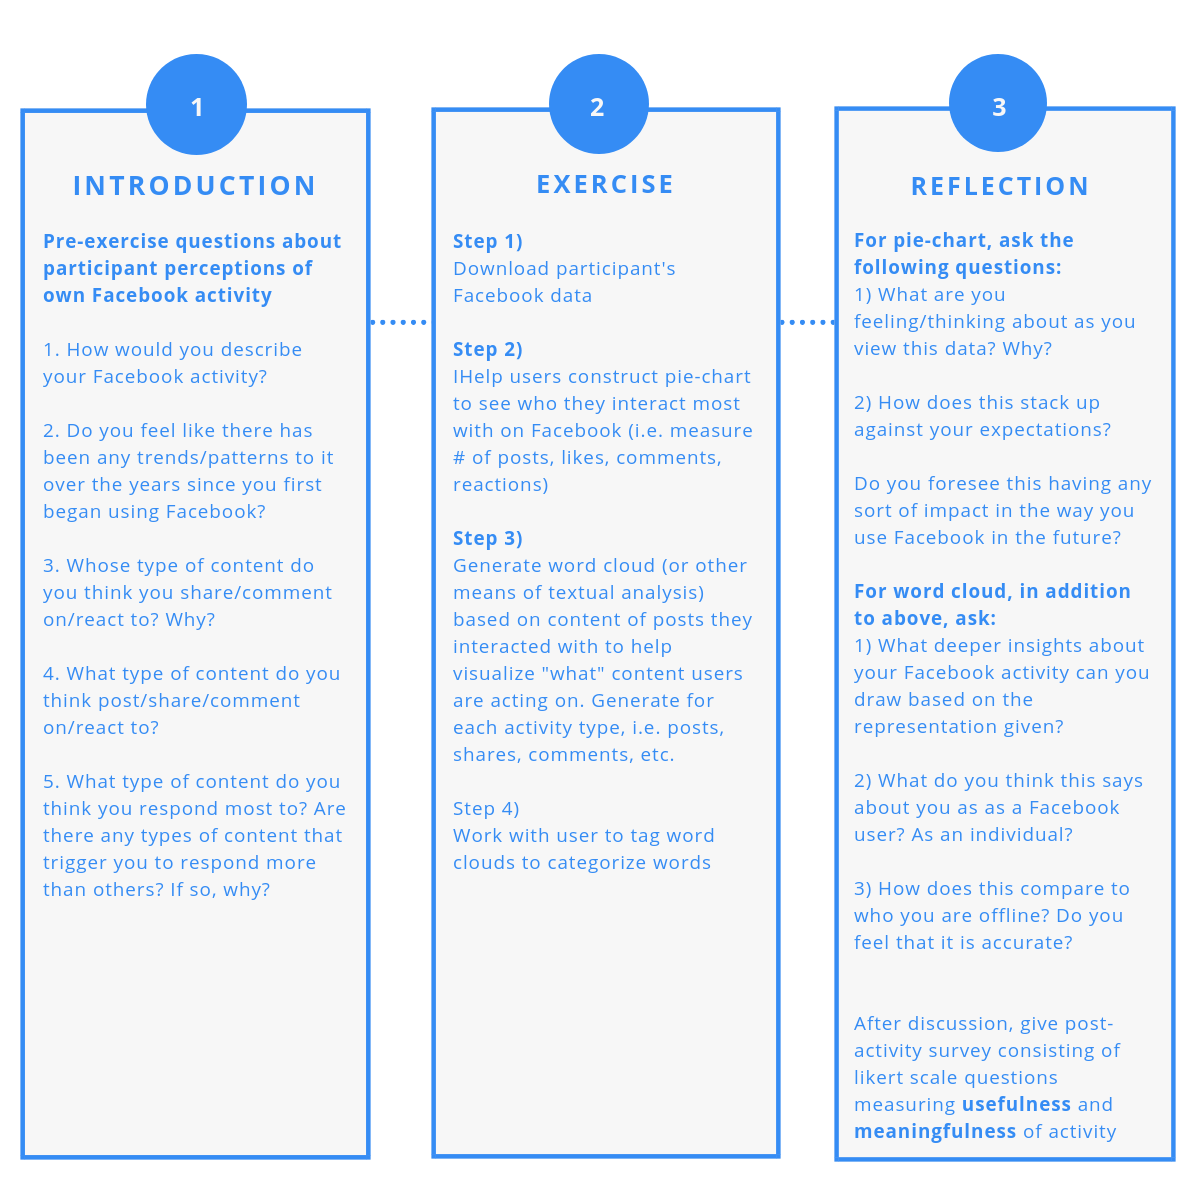 1
INTRODUCTION
Pre-exercise questions about
participant perceptions of
own Facebook activity
1. How would you describe
your Facebook activity?
2. Do you feel like there has
been any trends/patterns to it
over the years since you first
began using Facebook?
3. Whose type of content do
you think you share/comment
on/react to? Why?
4. What type of content do you
think post/share/comment
on/react to?
5. What type of content do you
think you respond most to? Are
there any types of content that
trigger you to respond more
than others? If so, why?
2
EXERCISE
Step 1)
Download participant's
Facebook data
Step 2)
IHelp users construct pie-chart
to see who they interact most
with on Facebook (i.e. measure
# of posts, likes, comments,
reactions)
Step 3)
Generate word cloud (or other
means of textual analysis)
based on content of posts they
interacted with to help
visualize "what" content users
are acting on. Generate for
each activity type, i.e. posts,
shares, comments, etc.
Step 4)
Work with user to tag word
clouds to categorize words
3
REFLECTION
For pie-chart, ask the
following questions:
1) What are you
feeling/thinking about as you
view this data? Why?
2) How does this stack up
against your expectations?
Do you foresee this having any
sort of impact in the way you
use Facebook in the future?
For word cloud, in addition
to above, ask:
1) What deeper insights about
your Facebook activity can you
draw based on the
representation given?
2) What do you think this says
about you as as a Facebook
user? As an individual?
3) How does this compare to
who you are offline? Do you
feel that it is accurate?
After discussion, give post-
activity survey consisting of
likert scale questions
measuring usefulness and
meaningfulness of activity